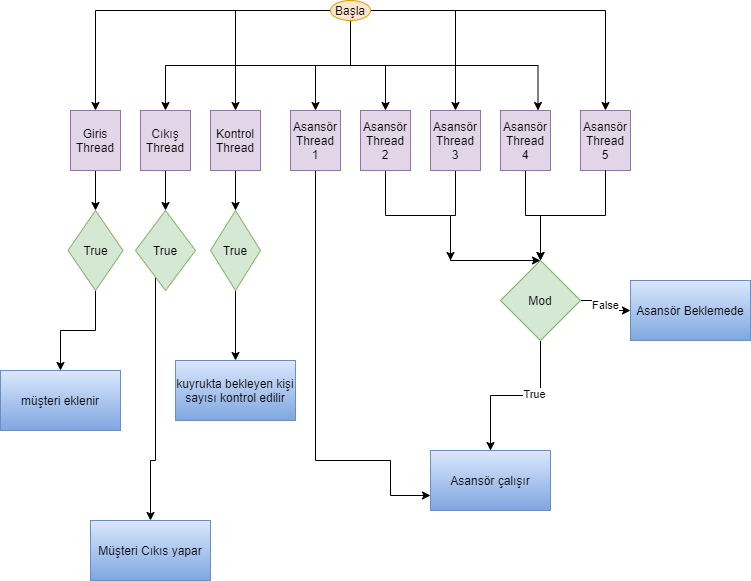 Başla
Giris
Thread
Cıkış
Thread
Kontrol
Thread
Asansör
Thread
1
Asansör
Thread
2
Asansör
Thread
3
Asansör
Thread
4
Asansör
Thread
5
True
True
True
Mod
False
Asansör Beklemede
True
müşteri eklenir
kuyrukta bekleyen kişi
sayısı kontrol edilir
Asansör çalışır
Müşteri Cıkıs yapar